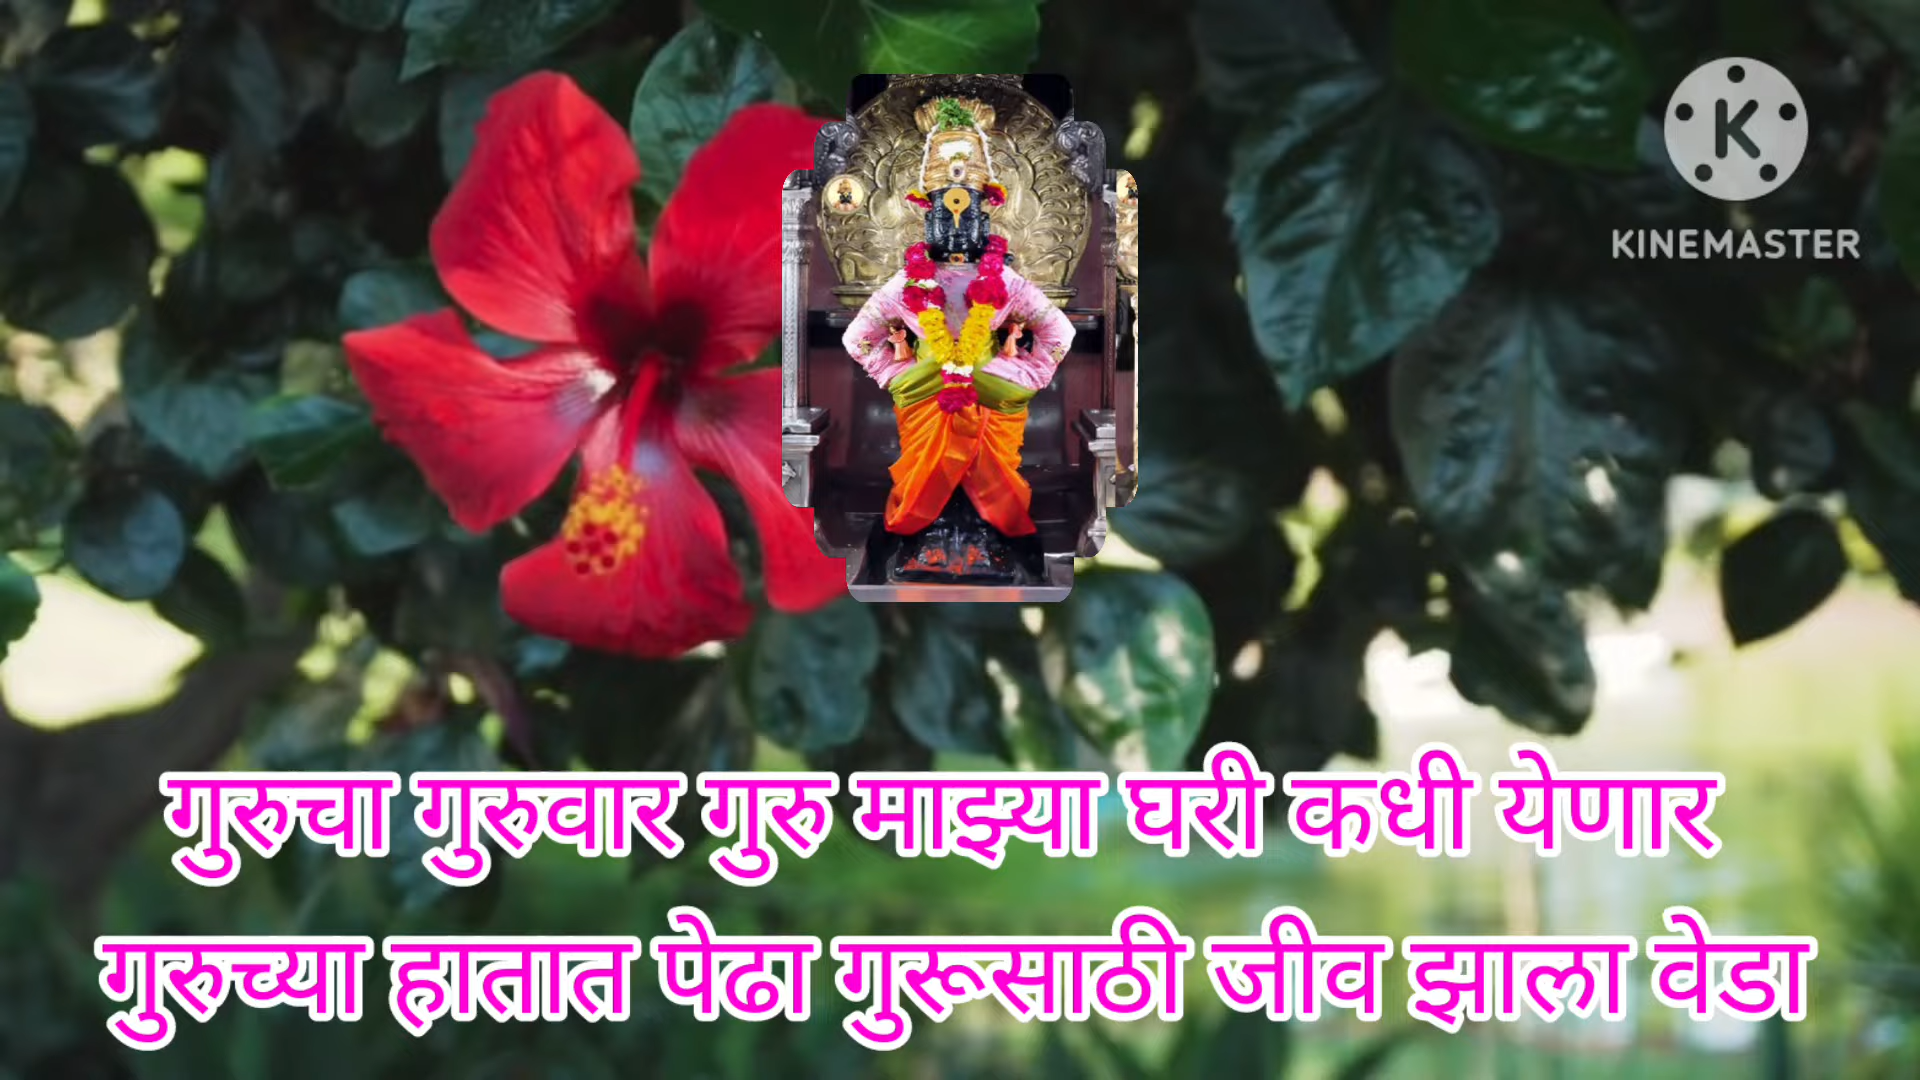 KINEMASTER
गुरुचा गुरुवार गुरु माझ्या घरी कधी येणार
गुरुच्या हातात पेढा गुरूसाठी जीव झाला वेडा